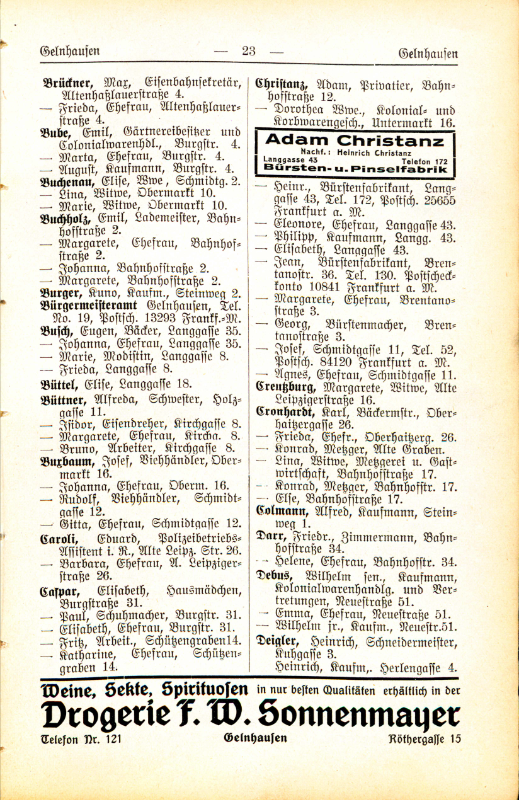 Gelnhausen
— 23 —
Gelnhausen
Brückner, Max, Eisenbahnsekretär,
Altenhaßlauerstraße 4.
— Frieda, Ehefrau, Altenhaßlauer-
straße 4.
Bube, Emil, Gärtnereibesitzer und
Colonialwarenhdl., Burgstr. 4.
— Marta, Ehefrau, Burgstr. 4.
— August, Kaufmann, Burgstr. 4.
Buchenau, Elise, Wwe, Schmidtg. 2.
— Lina, Witwe, Obermarkt 10.
— Marie, Witwe, Obermarkt 10.
Buchholz, Emil, Lademeister, Bahn-
hofstraße 2.
— Margarete, Ehefrau, Bahnhof-
straße 2.
— Johanna, Bahnhofstraße 2.
— Margarete, Bahnhofstraße 2.
Burger, Kuno, Kaufm., Steinweg 2.
Bürgermeisteramt Gelnhausen, Tel.
No. 19, Postsch. 13293 Frankf.-M.
Busch, Eugen, Bäcker, Langgasse 35.
— Johanna, Ehefrau, Langgasse 35.
— Marie, Modistin, Langgasse 8.
— Frieda, Langgasse 8.
Büttel, Elise, Langgasse 18.
Büttner, Alfreda, Schwester, Holz-
gasse 11.
— Isidor, Eisendreher, Kirchgasse 8.
— Margarete, Ehefrau, Kirchg. 8.
— Bruno, Arbeiter, Kirchgasse 8.
Buxbaum, Josef, Viehhändler, Ober-
markt 16.
— Johanna, Ehefrau, Oberm. 16.
— Rudolf, Viehhändler, Schmidt-
gasse 12.
— Gitta, Ehefrau, Schmidtgasse 12.
Caroli, Eduard, Polizeibetriebs-
Assistent i. R., Alte Leipz. Str. 26.
— Barbara, Ehefrau, A. Leipziger-
straße 26.
Caspar, Elisabeth, Hausmädchen,
Burgstraße 31.
— Paul, Schuhmacher, Burgstr. 31.
— Elisabeth, Ehefrau, Burgstr. 31.
— Fritz, Arbeit., Schützengraben 14.
— Katharine, Ehefrau, Schützen-
graben 14.
Christanz, Adam, Privatier, Bahn-
hofstraße 12.
— Dorothea Wwe., Kolonial- und
Korbwarengesch., Untermarkt 16.
Adam Christanz
Nachf.: Heinrich Christanz
Langgasse 43 Telefon 172
Bürsten- u. Pinselfabrik
— Heinr., Bürstenfabrikant, Lang-
gasse 43, Tel. 172, Postsch. 25655
Frankfurt a. M.
— Eleonore, Ehefrau, Langgasse 43.
— Philipp, Kaufmann, Langg. 43.
— Elisabeth, Langgasse 43.
— Jean, Bürstenfabrikant, Bren-
tanostr. 36. Tel. 130. Postscheck-
konto 10841 Frankfurt a. M.
— Margarete, Ehefrau, Brentano-
straße 3.
— Georg, Bürstenmacher, Bren-
tanostraße 3.
— Josef, Schmidtgasse 11, Tel. 52,
Postsch. 84120 Frankfurt a. M.
— Agnes, Ehefrau, Schmidtgasse 11.
Creutzburg, Margarete, Witwe, Alte
Leipzigerstraße 16.
Cronhardt, Karl, Bäckermstr., Ober-
haitzergasse 26.
— Frieda, Ehefr., Oberhaitzerg. 26.
— Konrad, Metzger, Alte Graben.
— Lina, Witwe, Metzgerei u. Gast-
wirtschaft, Bahnhofstraße 17.
— Konrad, Metzger, Bahnhofstr. 17.
— Else, Bahnhofstraße 17.
Colmann, Alfred, Kaufmann, Stein-
weg 1.
Darr, Friedr., Zimmermann, Bahn-
hofstraße 34.
— Helene, Ehefrau, Bahnhofstr. 34.
Debus, Wilhelm sen., Kaufmann,
Kolonialwarenhandlg. und Ver-
tretungen, Neuestraße 51.
— Emma, Ehefrau, Neuestraße 51.
— Wilhelm jr., Kaufm., Neuestr. 51.
Deigler, Heinrich, Schneidermeister,
Kuhgasse 3.
Heinrich, Kaufm., Herlengasse 4.
Weine, Sekte, Spirituosen in nur besten Qualitäten erhältlich in der
Drogerie F. W. Sonnenmayer
Telefon Nr. 121 Gelnhausen Röthergasse 15